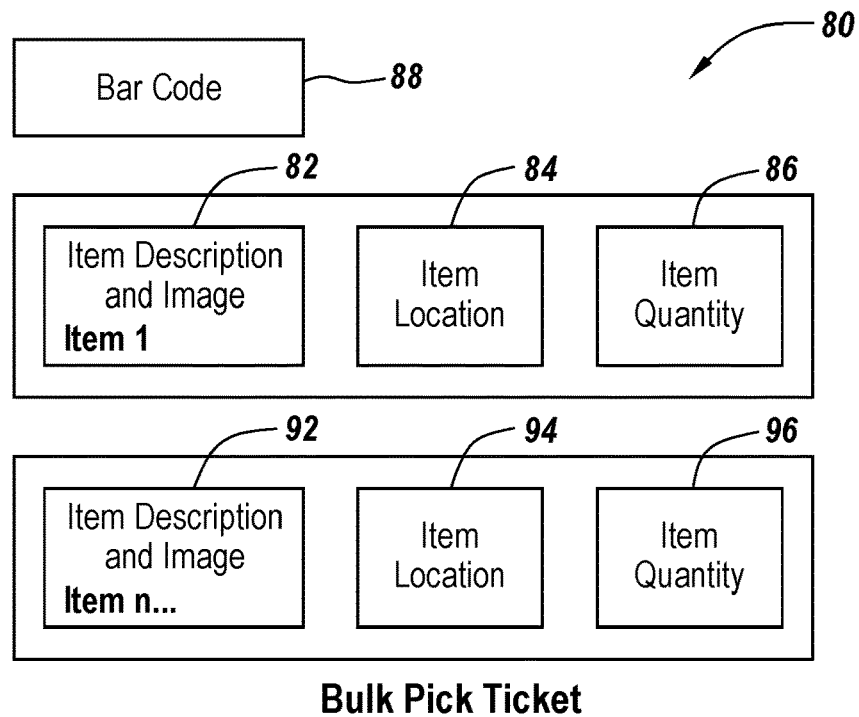 80
Bar Code
88
82
84
86
Item Description
and Image
Item 1
Item
Location
Item
Quantity
92
94
96
Item Description
and Image
Item n...
Item
Location
Item
Quantity
Bulk Pick Ticket